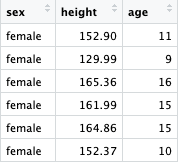 sex height age
female 152.90 11
female 129.99 9
female 165.36 16
female 161.99 15
female 164.86 15
female 152.37 10